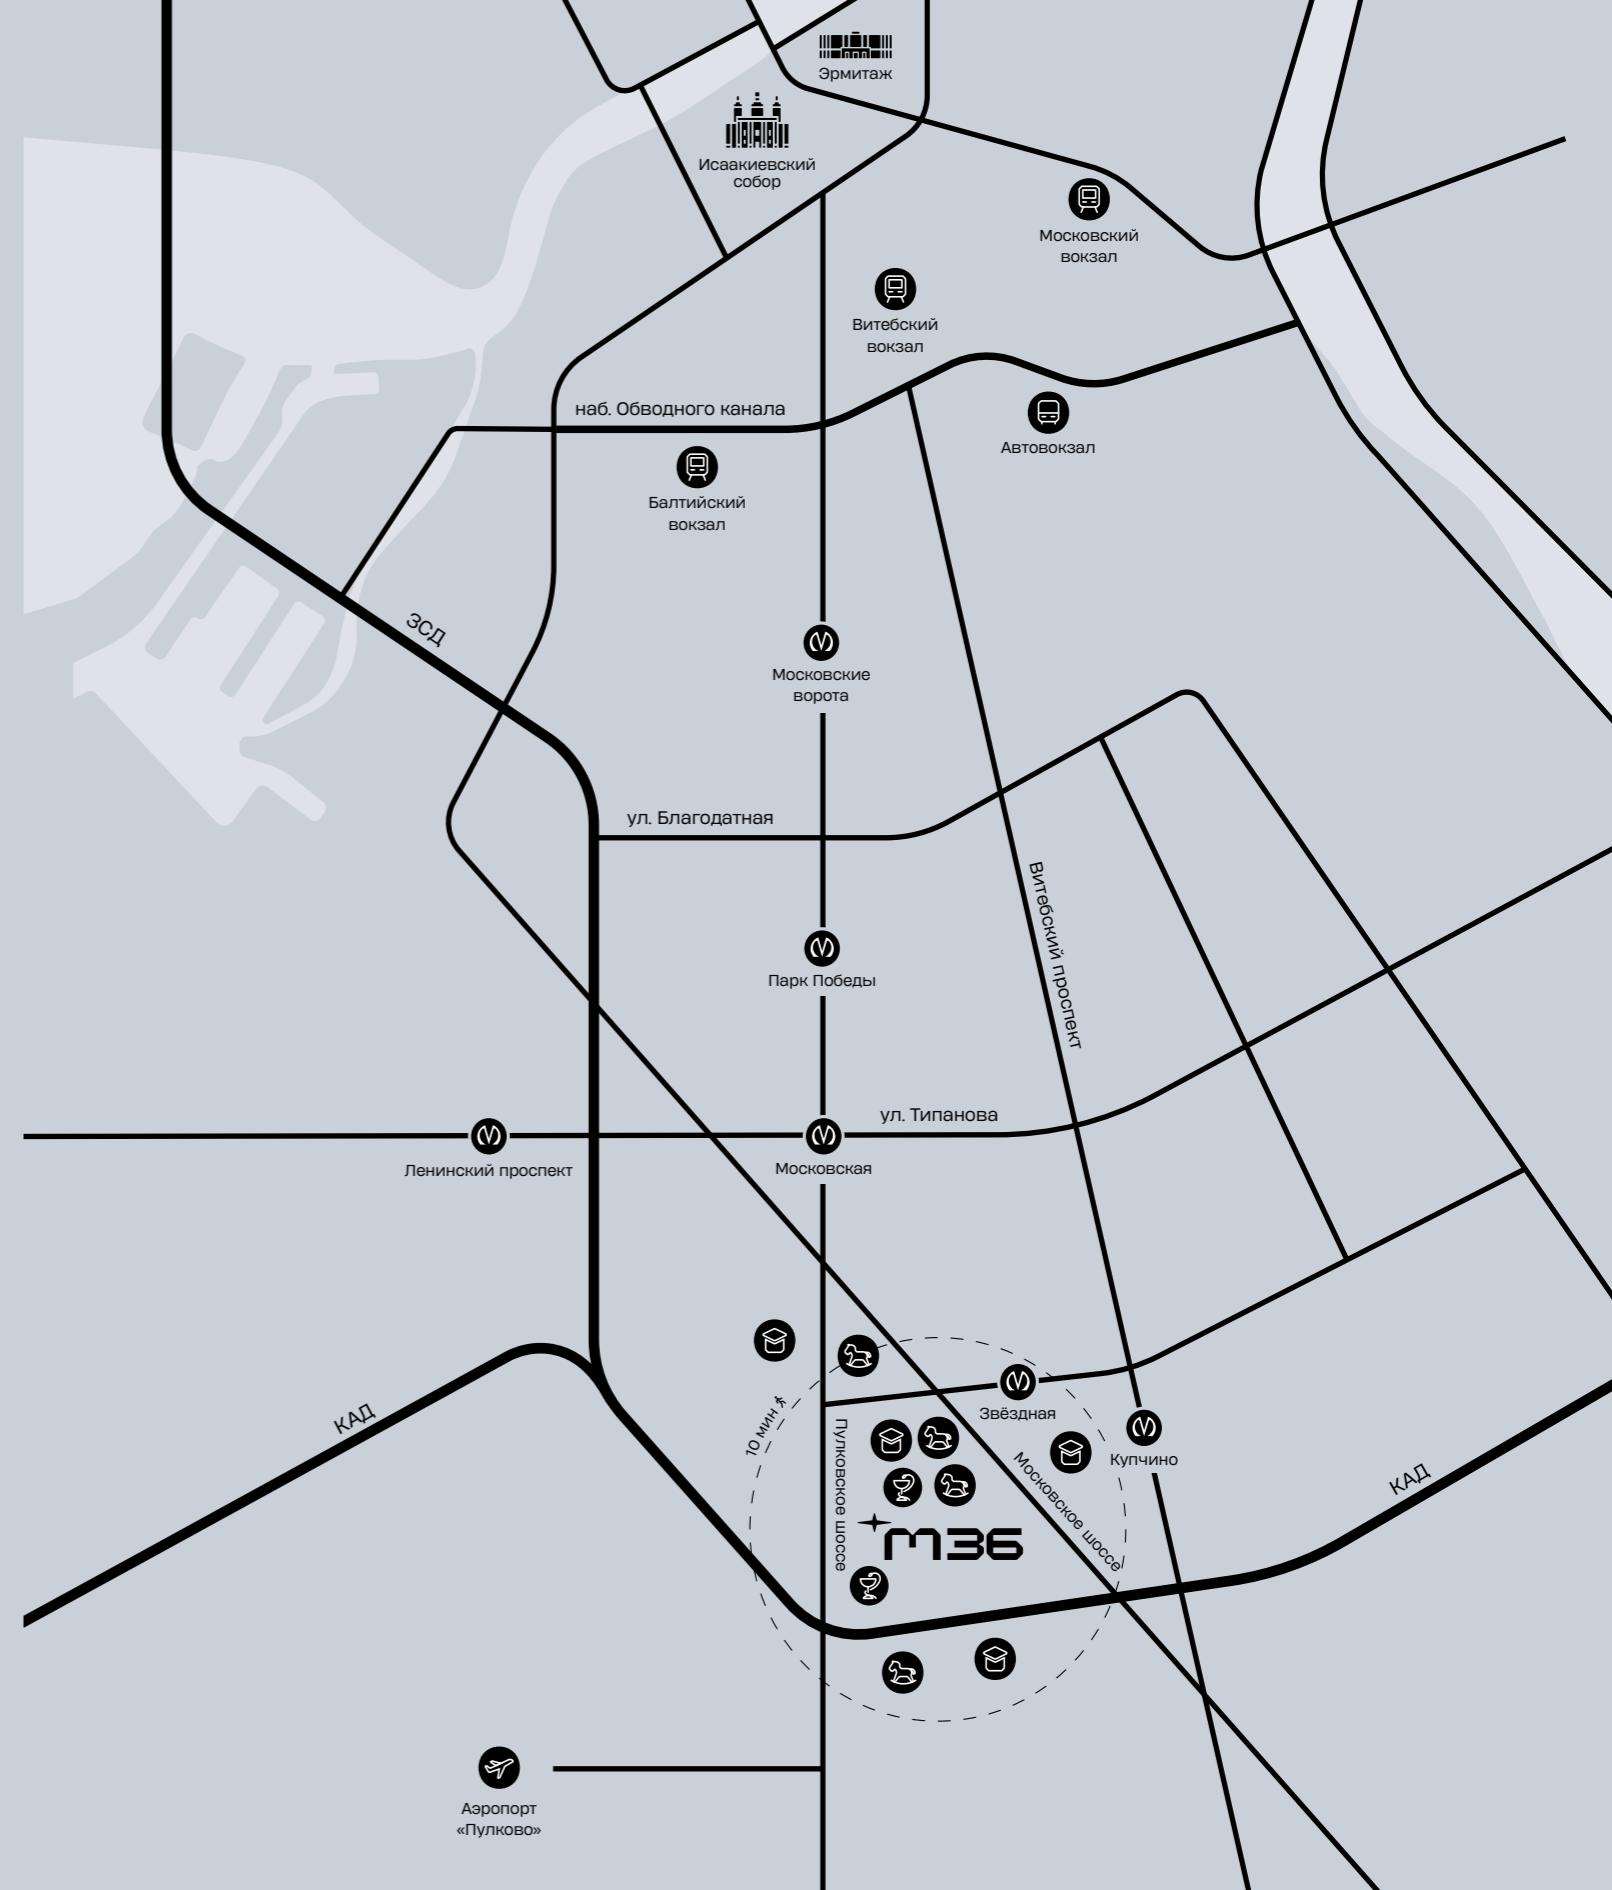 Эрмитаж
Исаакиевский
собор
Московский
вокзал
Витебский
вокзал
наб. Обводного канала
Автовокзал
Балтийский
вокзал
ЗСД
Московские
ворота
ул. Благодатная
Витебский проспект
Парк Победы
ул. Типанова
Ленинский проспект
Московская
КАД
10 мин
Звёздная
Пулковское шоссе
Московское шоссе
Купчино
КАД
М36
Аэропорт
«Пулково»